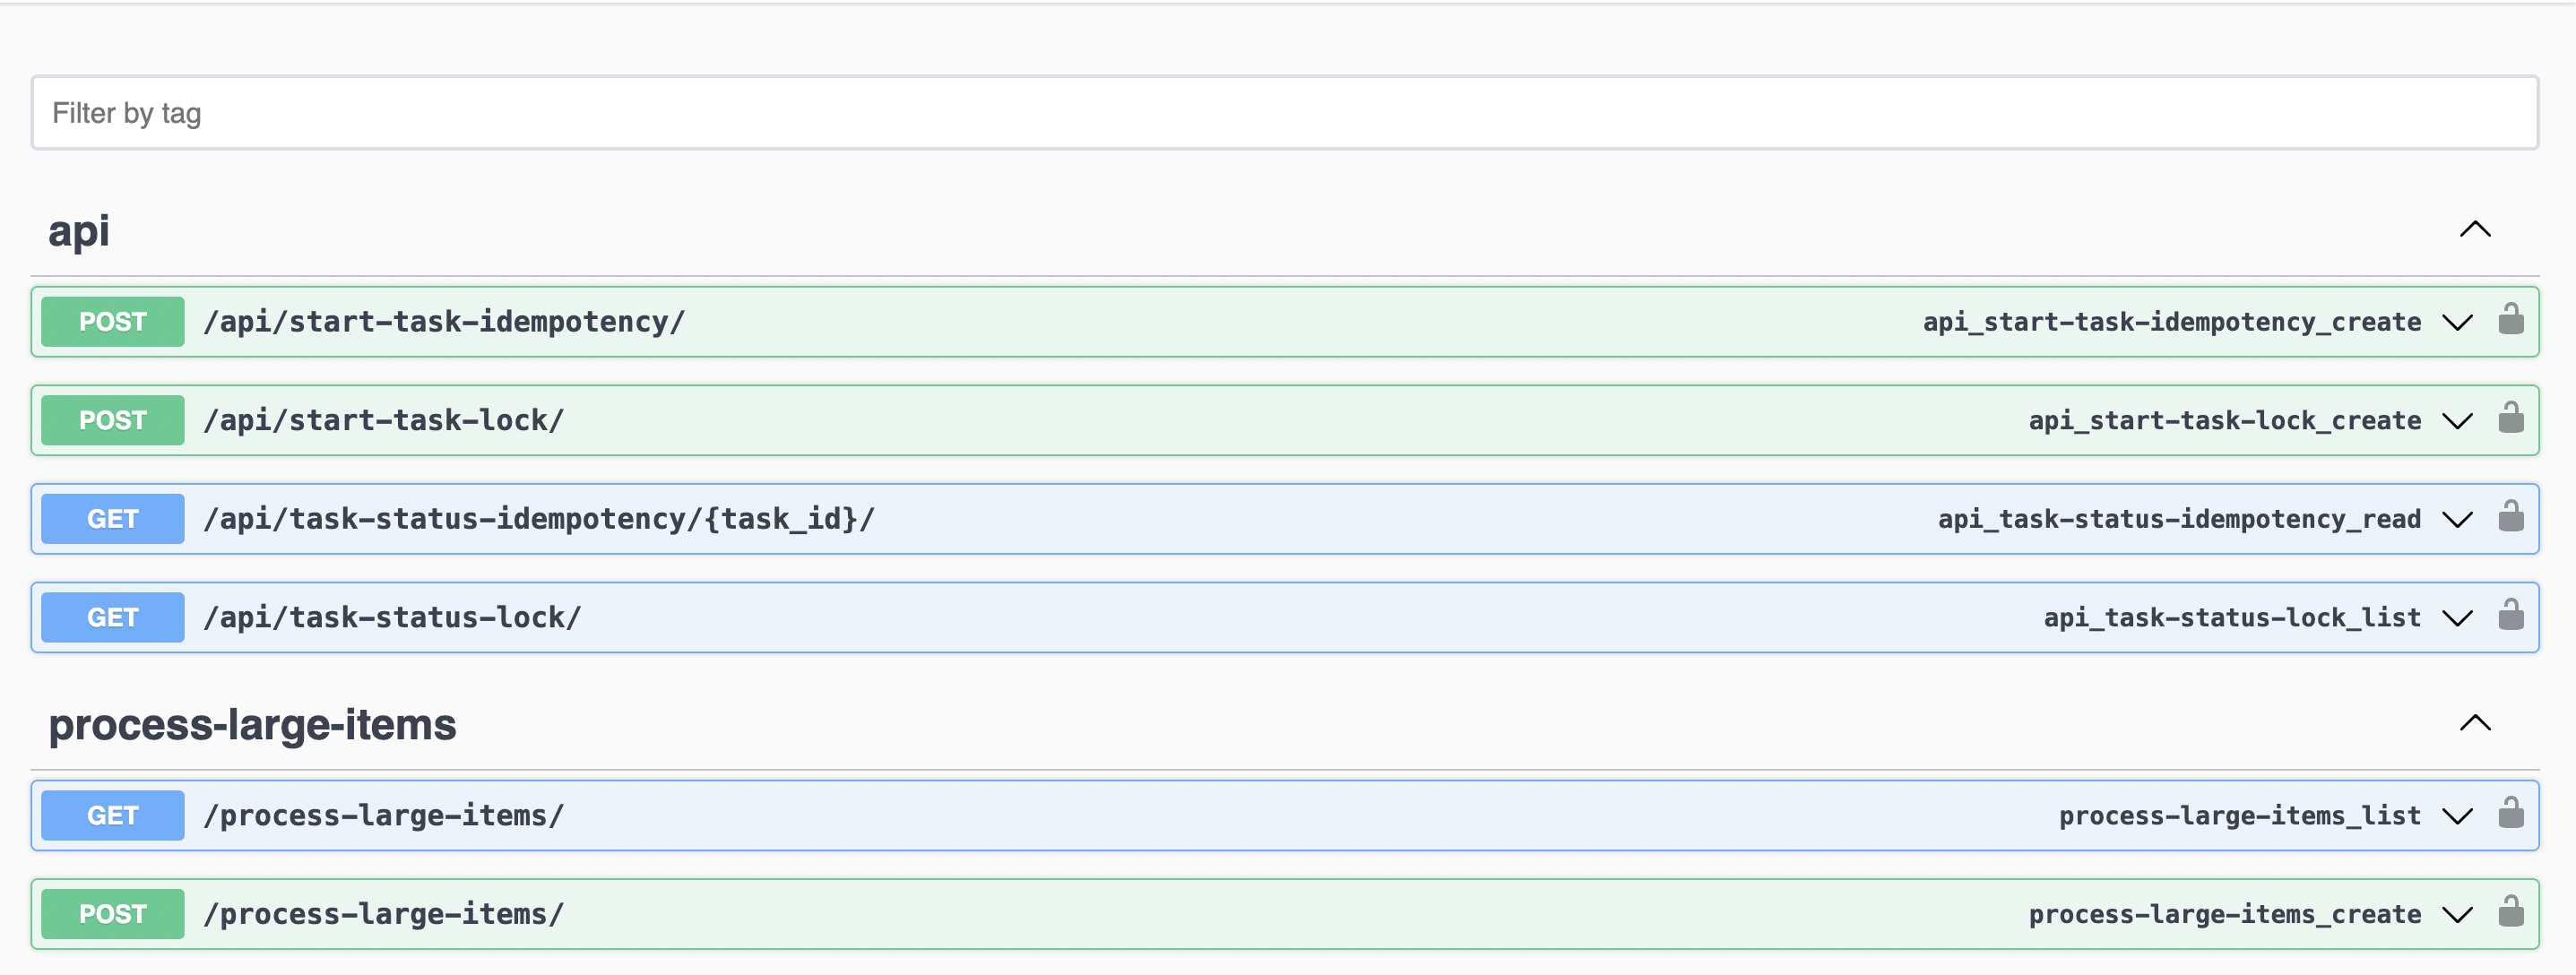 Filter by tag
api
POST /api/start-task-idempotency/ api_start-task-idempotency_create
POST /api/start-task-lock/ api_start-task-lock_create
GET /api/task-status-idempotency/{task_id}/ api_task-status-idempotency_read
GET /api/task-status-lock/ api_task-status-lock_list
process-large-items
GET /process-large-items/ process-large-items_list
POST /process-large-items/ process-large-items_create